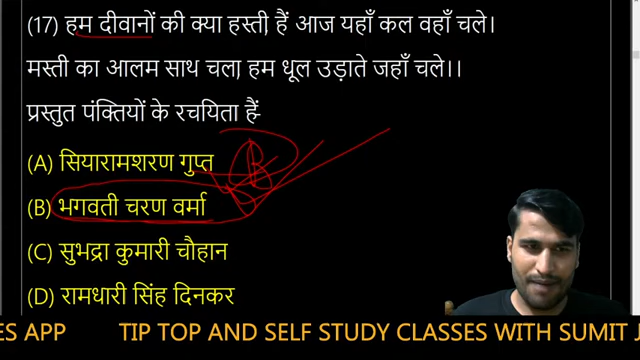 (17) हम दीवानों की क्या हस्ती, हैं आज यहाँ कल वहाँ चले।
मस्ती का आलम साथ चला, हम धूल उड़ाते जहाँ चले।।
प्रस्तुत पंक्तियों के रचयिता हैं-
(A) सियारामशरण गुप्त
B
(B) भगवती चरण वर्मा
(C) सुभद्रा कुमारी चौहान
(D) रामधारी सिंह दिनकर
ES APP TIP TOP AND SELF STUDY CLASSES WITH SUMIT J